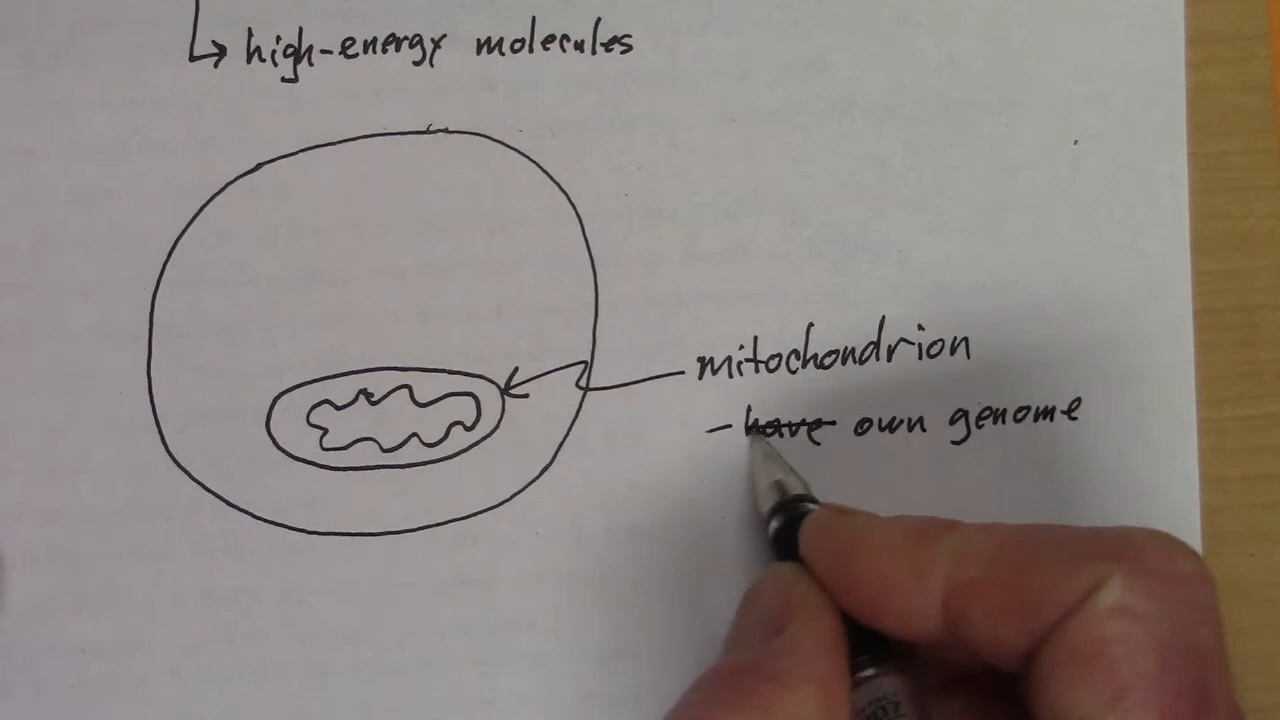 ↳ high-energy molecules
mitochondrion
- have own genome